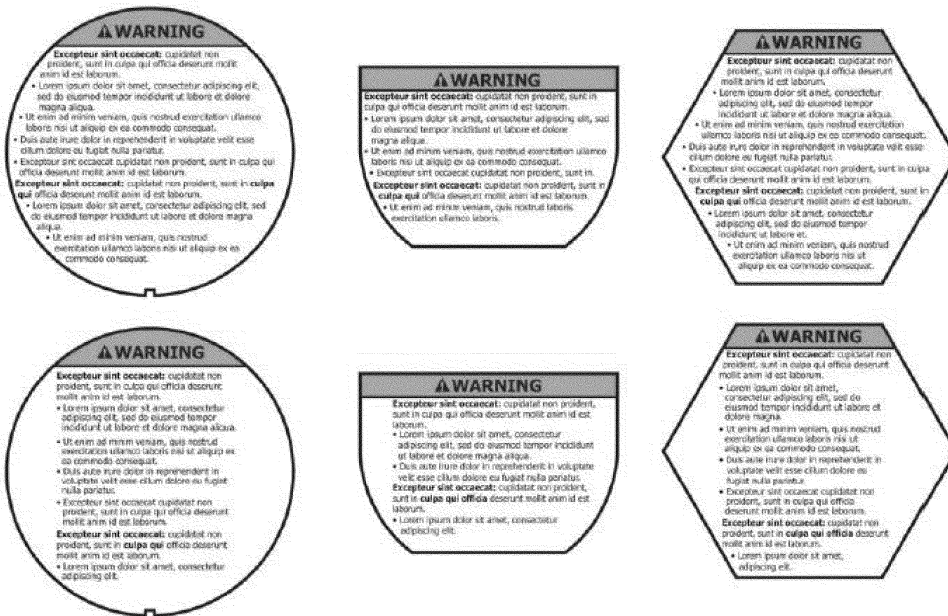 WARNING
Excepteur sint occaecat: cupidatat non
proident, sunt in culpa qui officia deserunt mollit
anim id est laborum.
• Lorem ipsum dolor sit amet, consectetur adipiscing elit,
sed do eiusmod tempor incididunt ut labore et dolore
magna aliqua.
• Ut enim ad minim veniam, quis nostrud exercitation ullamco
laboris nisi ut aliquip ex ea commodo consequat.
• Duis aute irure dolor in reprehenderit in voluptate velit esse
cillum dolore eu fugiat nulla pariatur.
• Excepteur sint occaecat cupidatat non proident, sunt in culpa qui
officia deserunt mollit anim id est laborum.
Excepteur sint occaecat: cupidatat non proident, sunt in culpa
qui officia deserunt mollit anim id est laborum.
• Lorem ipsum dolor sit amet, consectetur adipiscing elit, sed
do eiusmod tempor incididunt ut labore et dolore magna
aliqua.
• Ut enim ad minim veniam, quis nostrud
exercitation ullamco laboris nisi ut aliquip ex ea
commodo consequat.
WARNING
Excepteur sint occaecat: cupidatat non proident, sunt in
culpa qui officia deserunt mollit anim id est laborum.
• Lorem ipsum dolor sit amet, consectetur adipiscing elit, sed
do eiusmod tempor incididunt ut labore et dolore
magna aliqua.
• Ut enim ad minim veniam, quis nostrud exercitation ullamco
laboris nisi ut aliquip ex ea commodo consequat.
• Excepteur sint occaecat cupidatat non proident, sunt in.
Excepteur sint occaecat: cupidatat non proident, sunt in
culpa qui officia deserunt mollit anim id est laborum.
• Ut enim ad minim veniam, quis nostrud laboris
exercitation ullamco laboris.
WARNING
Excepteur sint occaecat: cupidatat non
proident, sunt in culpa qui officia deserunt
mollit anim id est laborum.
• Lorem ipsum dolor sit amet, consectetur
adipiscing elit, sed do eiusmod tempor
incididunt ut labore et dolore magna aliqua.
• Ut enim ad minim veniam, quis nostrud exercitation
ullamco laboris nisi ut aliquip ex ea commodo consequat.
• Duis aute irure dolor in reprehenderit in voluptate velit esse
cillum dolore eu fugiat nulla pariatur.
• Excepteur sint occaecat cupidatat non proident, sunt in culpa
qui officia deserunt mollit anim id est laborum.
Excepteur sint occaecat: cupidatat non proident, sunt in
culpa qui officia deserunt mollit anim id est laborum.
• Lorem ipsum dolor sit amet, consectetur
adipiscing elit, sed do eiusmod tempor
incididunt ut labore et.
• Ut enim ad minim veniam, quis nostrud
exercitation ullamco laboris nisi ut
aliquip ex ea commodo consequat.
WARNING
Excepteur sint occaecat: cupidatat non
proident, sunt in culpa qui officia deserunt
mollit anim id est laborum.
• Lorem ipsum dolor sit amet, consectetur
adipiscing elit, sed do eiusmod tempor
incididunt ut labore et dolore magna aliqua.
• Ut enim ad minim veniam, quis nostrud
exercitation ullamco laboris nisi ut aliquip ex
ea commodo consequat.
• Duis aute irure dolor in reprehenderit in
voluptate velit esse cillum dolore eu fugiat
nulla pariatur.
• Excepteur sint occaecat cupidatat non
proident, sunt in culpa qui officia deserunt
mollit anim id est laborum.
Excepteur sint occaecat: cupidatat non
proident, sunt in culpa qui officia deserunt
mollit anim id est laborum.
• Lorem ipsum dolor sit amet, consectetur
adipiscing elit.
WARNING
Excepteur sint occaecat: cupidatat non proident,
sunt in culpa qui officia deserunt mollit anim id est
laborum.
• Lorem ipsum dolor sit amet, consectetur
adipiscing elit, sed do eiusmod tempor incididunt
ut labore et dolore magna aliqua.
• Duis aute irure dolor in reprehenderit in voluptate
velit esse cillum dolore eu fugiat nulla pariatur.
Excepteur sint occaecat: cupidatat non proident,
sunt in culpa qui officia deserunt mollit anim id est
laborum.
• Lorem ipsum dolor sit amet, consectetur
adipiscing elit.
WARNING
Excepteur sint occaecat: cupidatat non
proident, sunt in culpa qui officia deserunt
mollit anim id est laborum.
• Lorem ipsum dolor sit amet,
consectetur adipiscing elit, sed do
eiusmod tempor incididunt ut labore et
dolore magna.
• Ut enim ad minim veniam, quis nostrud
exercitation ullamco laboris nisi ut
aliquip ex ea commodo consequat.
• Duis aute irure dolor in reprehenderit in
voluptate velit esse cillum dolore eu
fugiat nulla pariatur.
• Excepteur sint occaecat cupidatat non
proident, sunt in culpa qui officia deserunt
mollit anim id est laborum.
Excepteur sint occaecat: cupidatat non
proident, sunt in culpa qui officia deserunt
mollit anim id est laborum.
• Lorem ipsum dolor sit amet,
adipiscing elit.